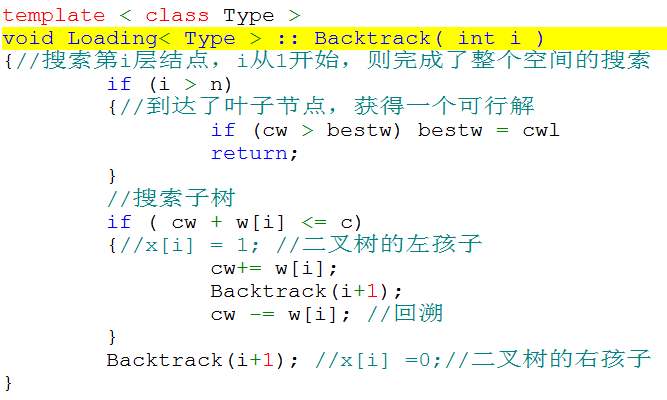 template < class Type >
void Loading< Type > :: Backtrack( int i )
{//搜索第i层结点，i从1开始，则完成了整个空间的搜索
        if (i > n)
        {//到达了叶子节点，获得一个可行解
                if (cw > bestw) bestw = cwl
                return;
        }
        //搜索子树
        if ( cw + w[i] <= c)
        {//x[i] = 1; //二叉树的左孩子
                cw+= w[i];
                Backtrack(i+1);
                cw -= w[i]; //回溯
        }
        Backtrack(i+1); //x[i] =0;//二叉树的右孩子
}